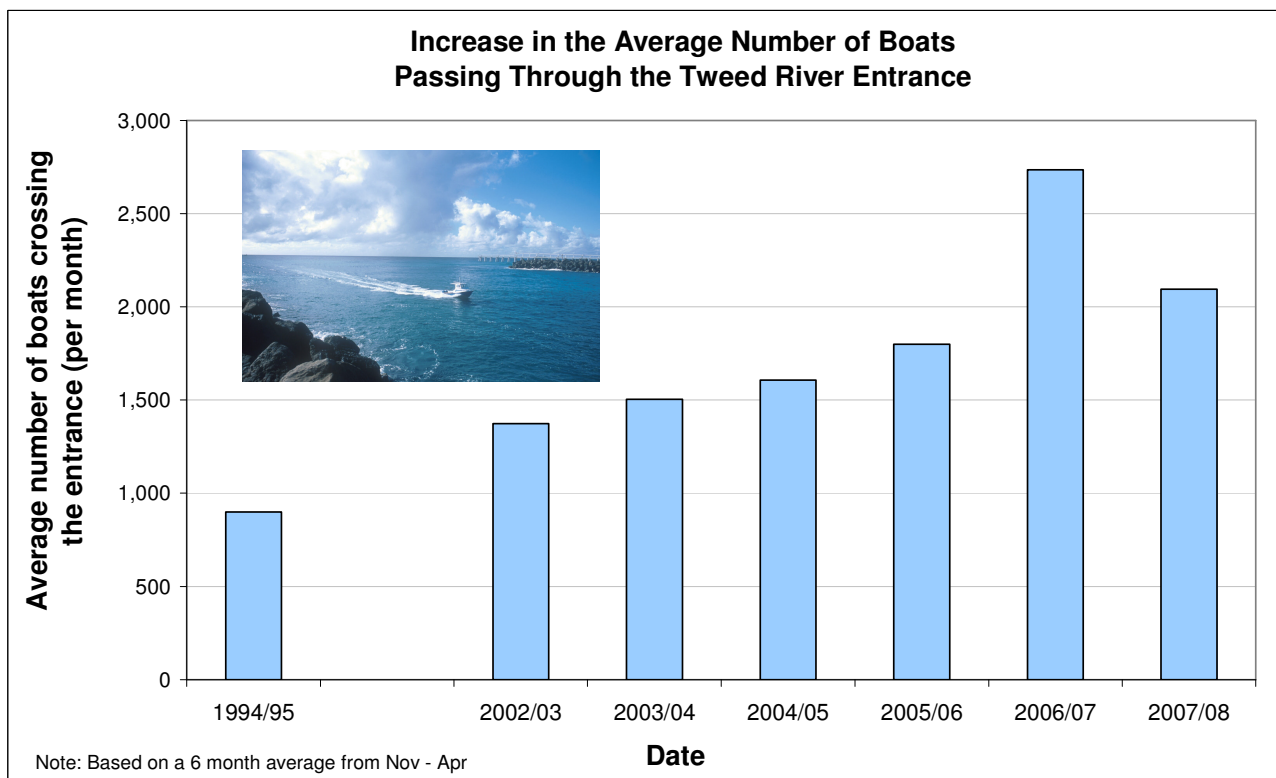 Increase in the Average Number of Boats
Passing Through the Tweed River Entrance
Average number of boats crossing
the entrance (per month)
3,000
2,500
2,000
1,500
1,000
500
0
1994/95
2002/03
2003/04
2004/05
2005/06
2006/07
2007/08
Date
Note: Based on a 6 month average from Nov - Apr